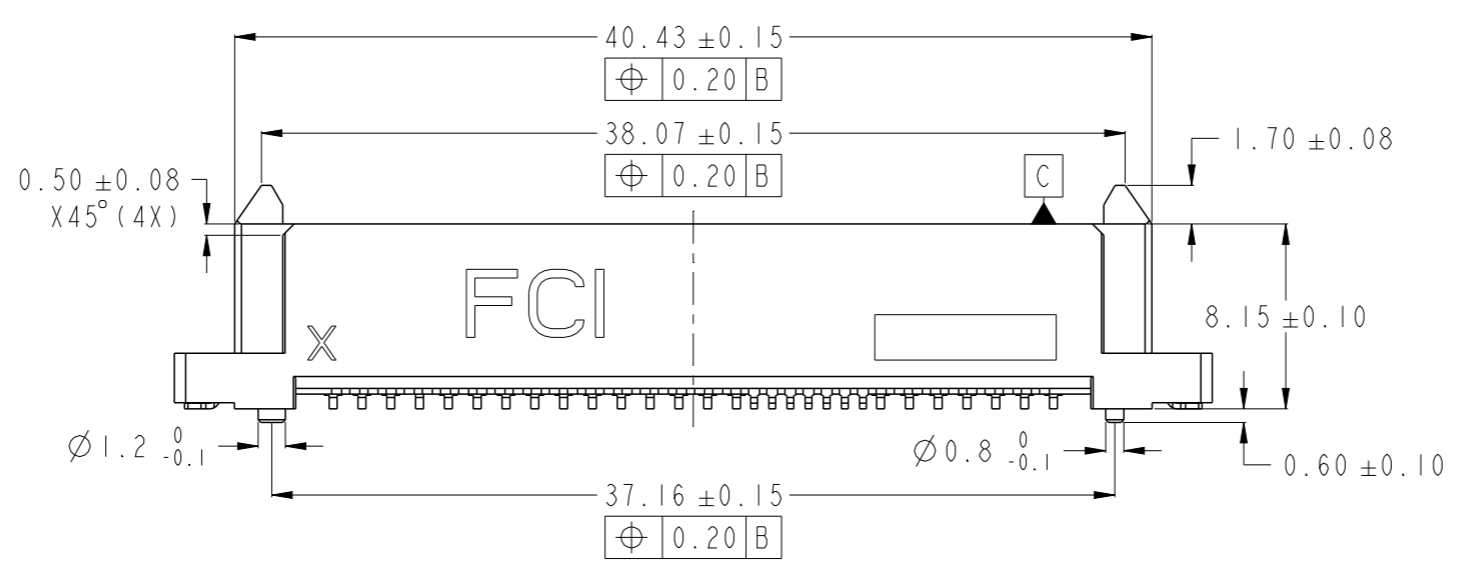 40.43 ±0.15
⌖ 0.20 B
38.07 ±0.15
⌖ 0.20 B
1.70 ±0.08
0.50 ±0.08
X45° (4X)
C
FCI
X
8.15 ±0.10
Ø1.2 0 -0.1
Ø0.8 0 -0.1
0.60 ±0.10
37.16 ±0.15
⌖ 0.20 B